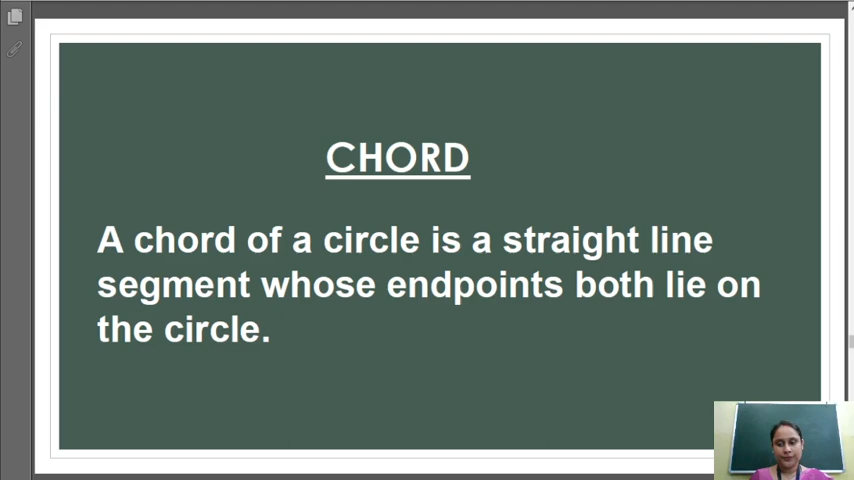 CHORD
A chord of a circle is a straight line
segment whose endpoints both lie on
the circle.